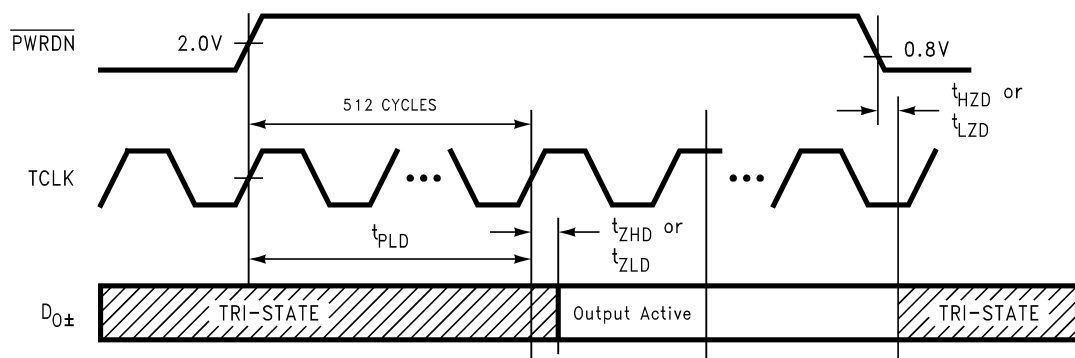 PWRDN
2.0V
0.8V
512 CYCLES
tHZD or
tLZD
TCLK
tPLD
tZHD or
tZLD
DO±
TRI-STATE
Output Active
TRI-STATE